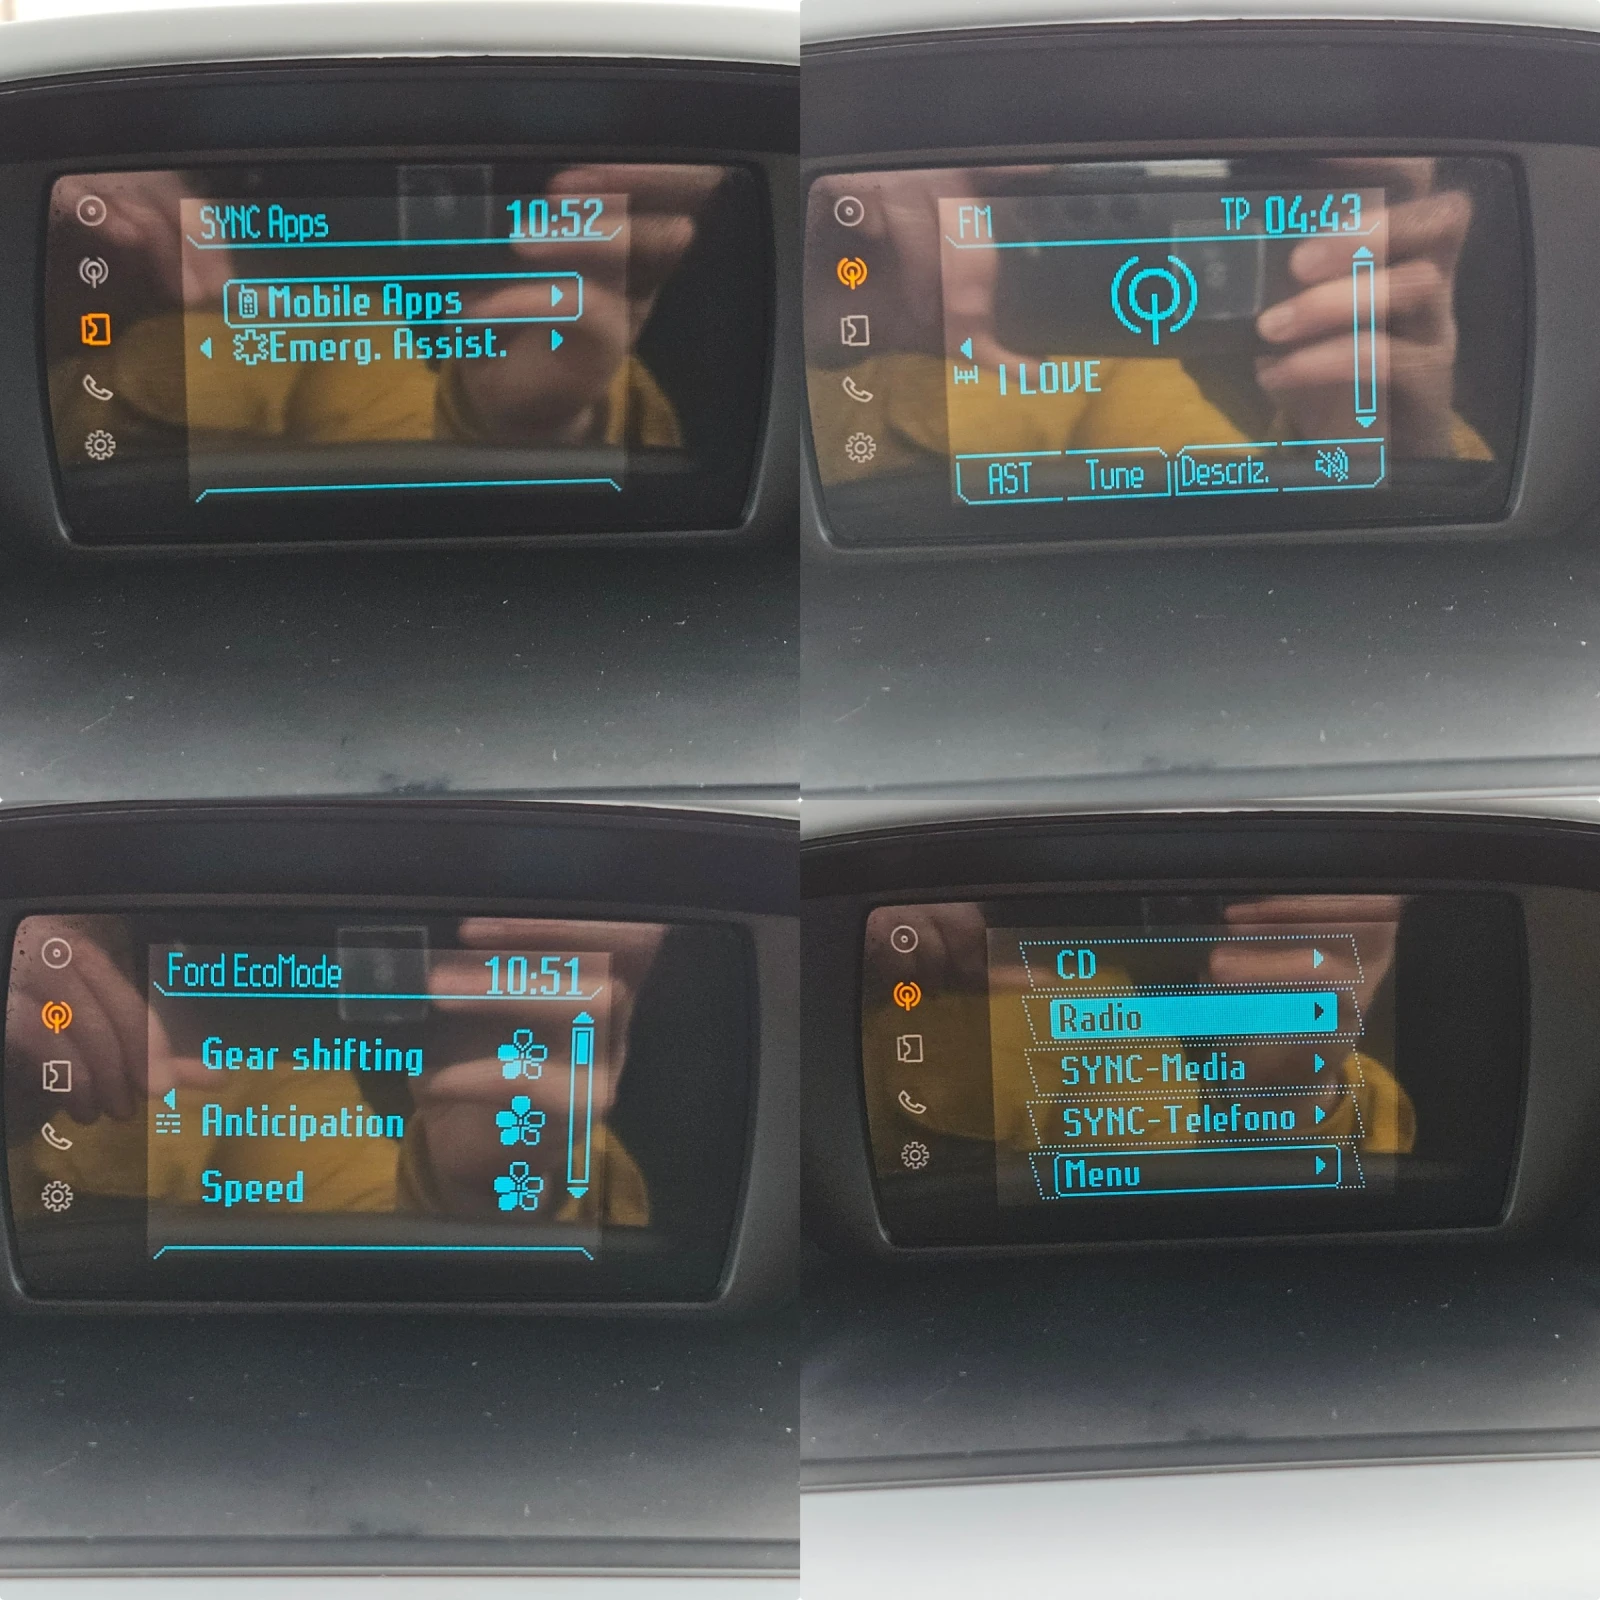 SYNC Apps 10:52
Mobile Apps
Emerg. Assist.
FM TP 04:43
I LOVE
AST Tune Descriz.
Ford EcoMode 10:51
Gear shifting
Anticipation
Speed
CD
Radio
SYNC-Media
SYNC-Telefono
Menu